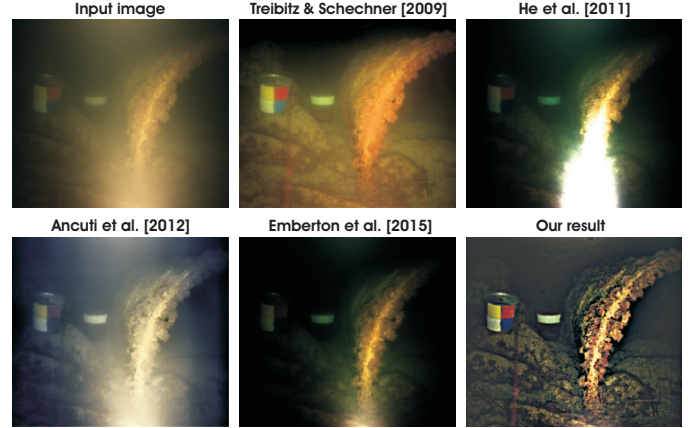 Input image
Treibitz & Schechner [2009]
He et al. [2011]
Ancuti et al. [2012]
Emberton et al. [2015]
Our result